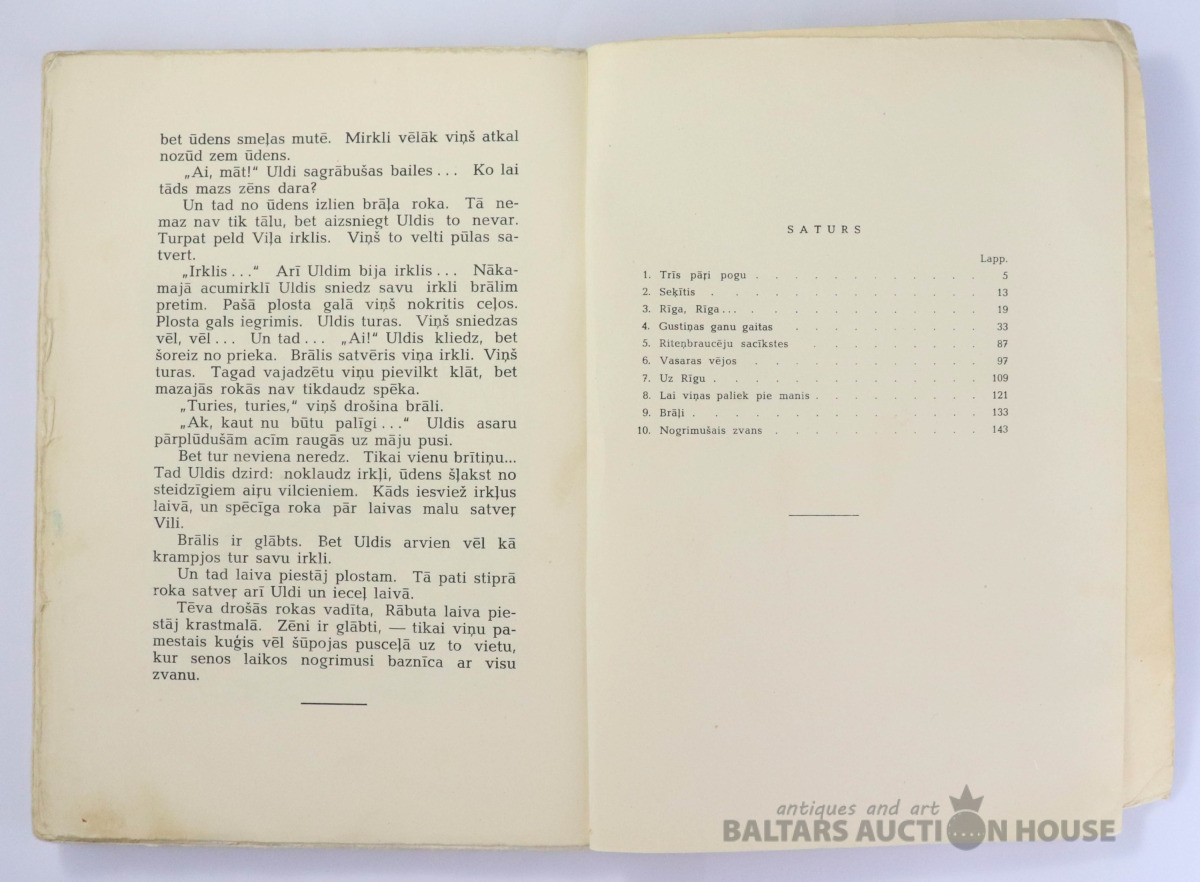 bet ūdens smeļas mutē. Mirkli vēlāk viņš atkal
nozūd zem ūdens.
„Ai, māt!“ Uldi sagrābušas bailes... Ko lai
tāds mazs zēns dara?
Un tad no ūdens izlien brāļa roka. Tā ne-
maz nav tik tālu, bet aizsniegt Uldis to nevar.
Turpat peld Viļa irklis. Viņš to velti pūlas sa-
tvert.
„Irklis...“ Arī Uldim bija irklis... Nāka-
majā acumirklī Uldis sniedz savu irkli brālim
pretim. Pašā plosta galā viņš nokritis ceļos.
Plosta gals iegrimis. Uldis turas. Viņš sniedzas
vēl, vēl... Un tad... „Ai!“ Uldis kliedz, bet
šoreiz no prieka. Brālis satvēris viņa irkli. Viņš
turas. Tagad vajadzētu viņu pievilkt klāt, bet
mazajās rokās nav tikdaudz spēka.
„Turies, turies,“ viņš drošina brāli.
„Ak, kaut nu būtu palīgi...“ Uldis asaru
pārplūdušām acīm raugās uz māju pusi.
Bet tur neviena neredz. Tikai vienu brītiņu...
Tad Uldis dzird: noklaudz irkļi, ūdens šļakst no
steidzīgiem aiŗu vilcieniem. Kāds iesviež irkļus
laivā, un spēcīga roka pār laivas malu satveŗ
Vili.
Brālis ir glābts. Bet Uldis arvien vēl kā
krampjos tur savu irkli.
Un tad laiva piestāj plostam. Tā pati stiprā
roka satveŗ arī Uldi un ieceļ laivā.
Tēva drošās rokas vadīta, Rābuta laiva pie-
stāj krastmalā. Zēni ir glābti, — tikai viņu pa-
mestais kuģis vēl šūpojas pusceļā uz to vietu,
kur senos laikos nogrimusi baznīca ar visu
zvanu.
SATURS
Lapp.
1. Trīs pāŗi pogu . . . . . . . . . . . . 5
2. Seķītis . . . . . . . . . . . . . . 13
3. Rīga, Rīga... . . . . . . . . . . . . 19
4. Gustiņas ganu gaitas . . . . . . . . . . 33
5. Riteņbraucēju sacīkstes . . . . . . . . . 87
6. Vasaras vējos . . . . . . . . . . . . 97
7. Uz Rīgu . . . . . . . . . . . . . . 109
8. Lai viņas paliek pie manis . . . . . . . . . 121
9. Brāļi . . . . . . . . . . . . . . . 133
10. Nogrimušais zvans . . . . . . . . . . . 143
antiques and art
BALTARS AUCTION HOUSE